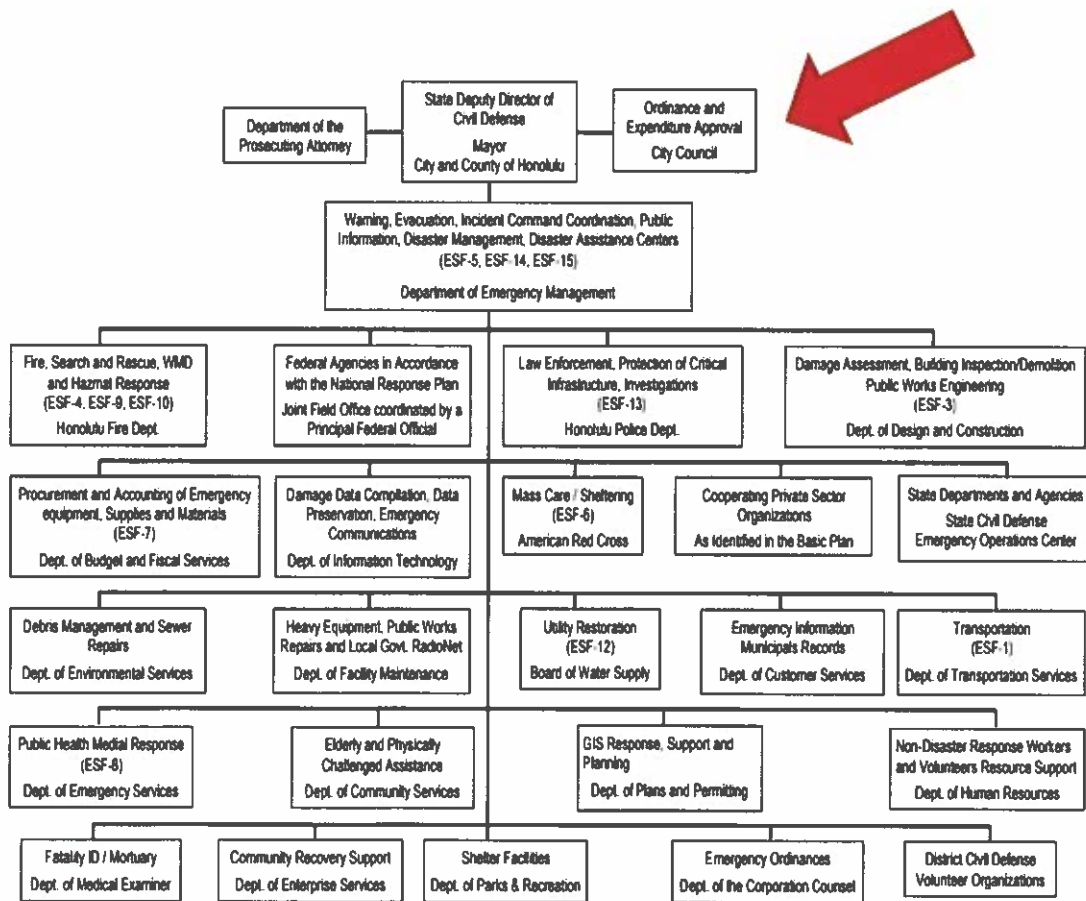 Department of the
Prosecuting Attorney
State Deputy Director of
Civil Defense
Mayor
City and County of Honolulu
Ordinance and
Expenditure Approval
City Council
Warning, Evacuation, Incident Command Coordination, Public
Information, Disaster Management, Disaster Assistance Centers
(ESF-5, ESF-14, ESF-15)
Department of Emergency Management
Fire, Search and Rescue, WMD
and Hazmat Response
(ESF-4, ESF-9, ESF-10)
Honolulu Fire Dept.
Federal Agencies in Accordance
with the National Response Plan
Joint Field Office coordinated by a
Principal Federal Official
Law Enforcement, Protection of Critical
Infrastructure, Investigations
(ESF-13)
Honolulu Police Dept.
Damage Assessment, Building Inspection/Demolition
Public Works Engineering
(ESF-3)
Dept. of Design and Construction
Procurement and Accounting of Emergency
equipment, Supplies and Materials
(ESF-7)
Dept. of Budget and Fiscal Services
Damage Data Compilation, Data
Preservation, Emergency
Communications
Dept. of Information Technology
Mass Care / Sheltering
(ESF-6)
American Red Cross
Cooperating Private Sector
Organizations
As Identified in the Basic Plan
State Departments and Agencies
State Civil Defense
Emergency Operations Center
Debris Management and Sewer
Repairs
Dept. of Environmental Services
Heavy Equipment, Public Works
Repairs and Local Govt. RadioNet
Dept. of Facility Maintenance
Utility Restoration
(ESF-12)
Board of Water Supply
Emergency Information
Municipals Records
Dept. of Customer Services
Transportation
(ESF-1)
Dept. of Transportation Services
Public Health Medial Response
(ESF-8)
Dept. of Emergency Services
Elderly and Physically
Challenged Assistance
Dept. of Community Services
GIS Response, Support and
Planning
Dept. of Plans and Permitting
Non-Disaster Response Workers
and Volunteers Resource Support
Dept. of Human Resources
Fatality ID / Mortuary
Dept. of Medical Examiner
Community Recovery Support
Dept. of Enterprise Services
Shelter Facilities
Dept. of Parks & Recreation
Emergency Ordinances
Dept. of the Corporation Counsel
District Civil Defense
Volunteer Organizations